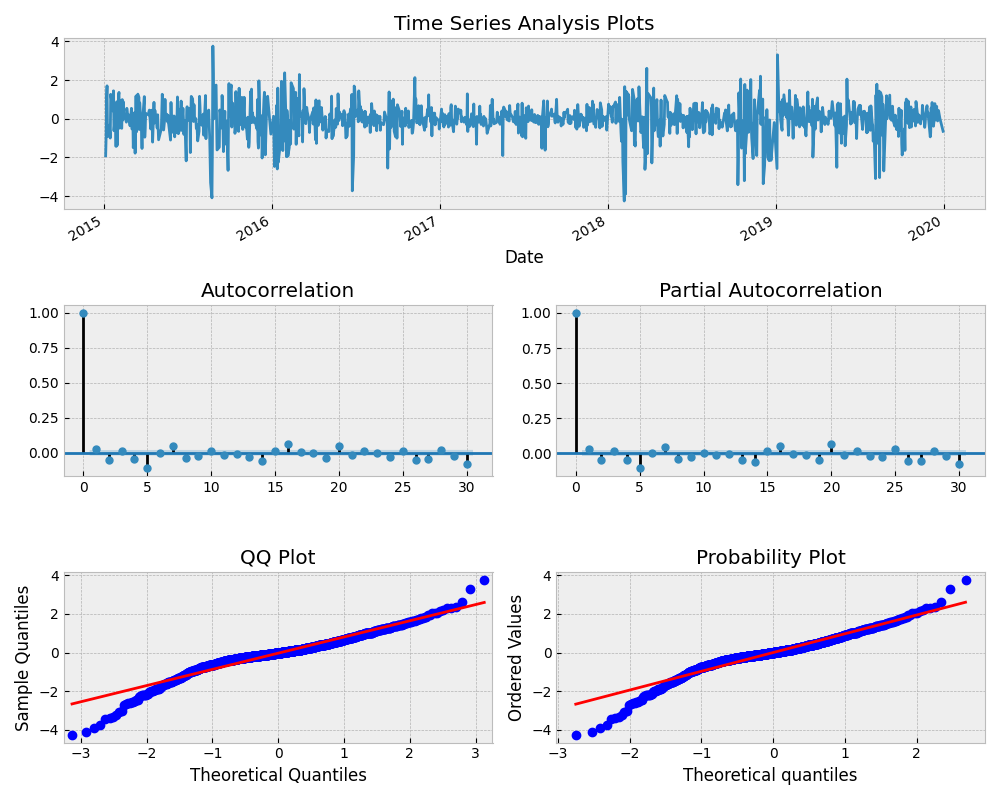 Time Series Analysis Plots
4
2
0
−2
−4
2015 2016 2017 2018 2019 2020
Date
Autocorrelation
1.00
0.75
0.50
0.25
0.00
0 5 10 15 20 25 30
Partial Autocorrelation
1.00
0.75
0.50
0.25
0.00
0 5 10 15 20 25 30
QQ Plot
Sample Quantiles
4
2
0
−2
−4
−3 −2 −1 0 1 2 3
Theoretical Quantiles
Probability Plot
Ordered Values
4
2
0
−2
−4
−3 −2 −1 0 1 2
Theoretical quantiles